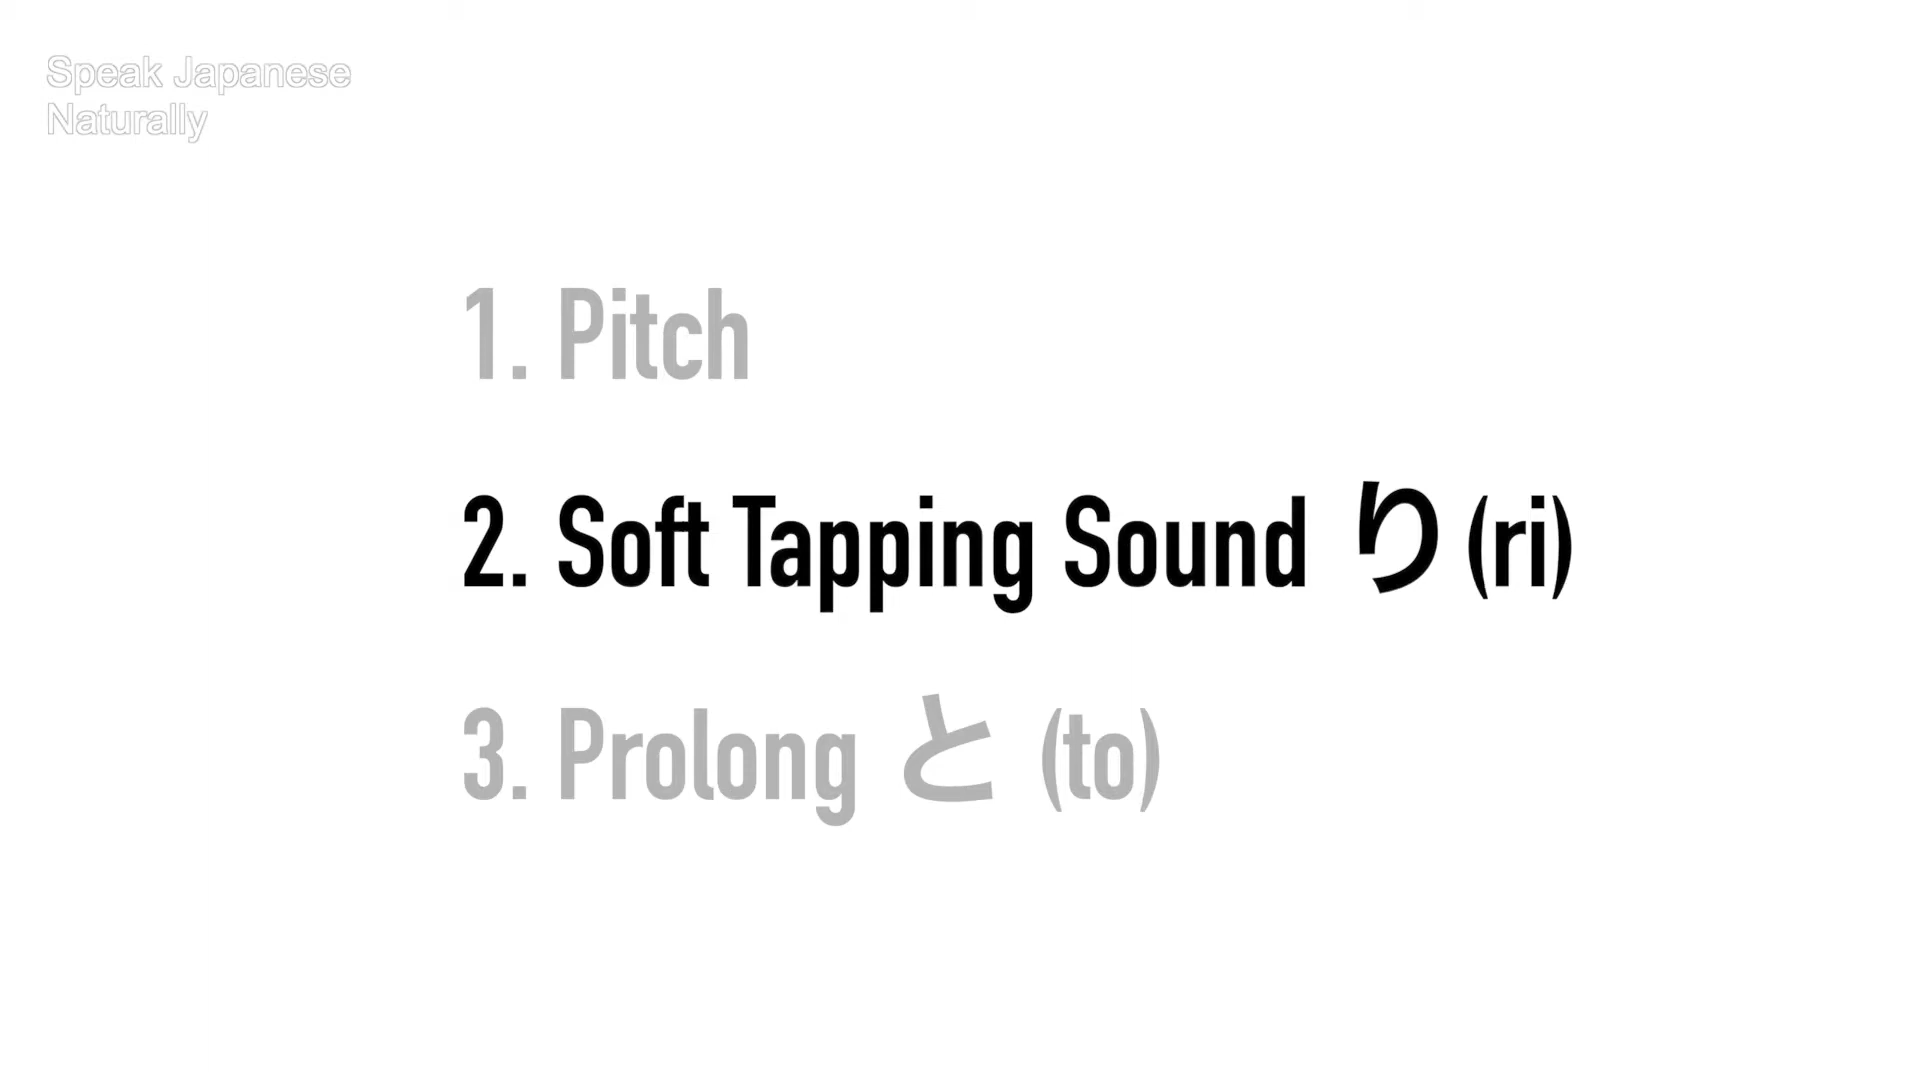 Speak Japanese
Naturally
1. Pitch
2. Soft Tapping Sound り (ri)
3. Prolong と (to)